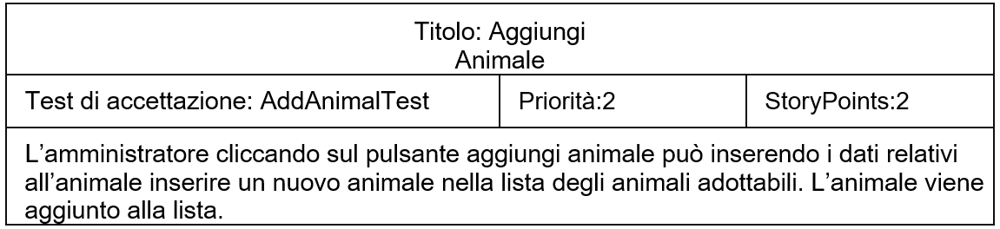 Titolo: Aggiungi
Animale
Test di accettazione: AddAnimalTest
Priorità:2
StoryPoints:2
L’amministratore cliccando sul pulsante aggiungi animale può inserendo i dati relativi
all’animale inserire un nuovo animale nella lista degli animali adottabili. L’animale viene
aggiunto alla lista.